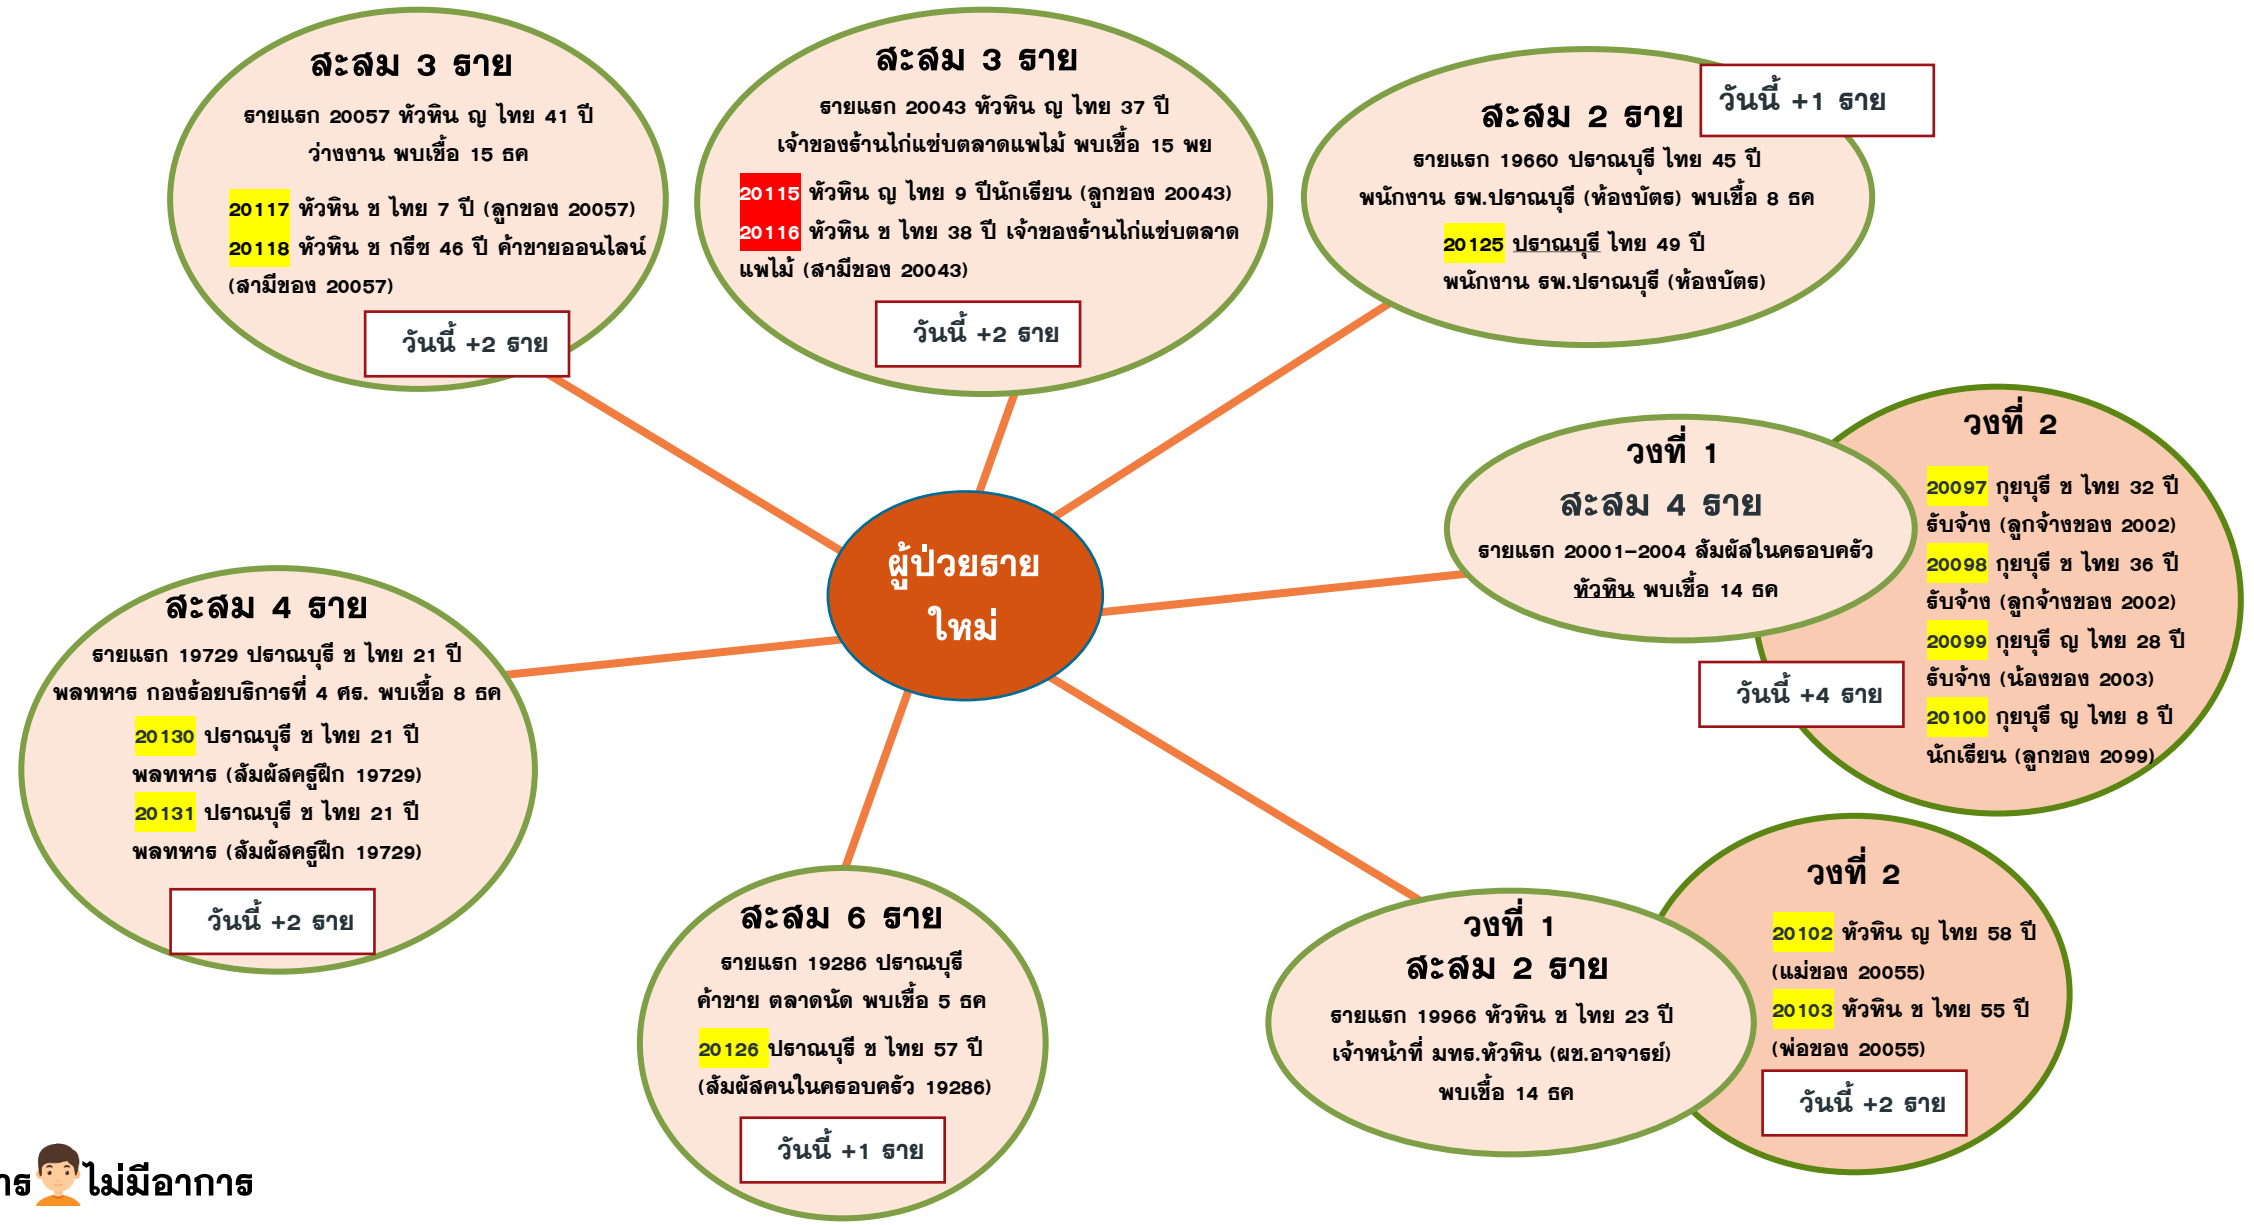 สะสม 3 ราย
รายแรก 20057 หัวหิน ญ ไทย 41 ปี
ว่างงาน พบเชื้อ 15 ธค
20117 หัวหิน ช ไทย 7 ปี (ลูกของ 20057)
20118 หัวหิน ช กรีซ 46 ปี ค้าขายออนไลน์
(สามีของ 20057)
วันนี้ +2 ราย
สะสม 3 ราย
รายแรก 20043 หัวหิน ญ ไทย 37 ปี
เจ้าของร้านไก่แซ่บตลาดแพไม้ พบเชื้อ 15 พย
20115 หัวหิน ญ ไทย 9 ปีนักเรียน (ลูกของ 20043)
20116 หัวหิน ช ไทย 38 ปี เจ้าของร้านไก่แซ่บตลาด
แพไม้ (สามีของ 20043)
วันนี้ +2 ราย
สะสม 2 ราย
วันนี้ +1 ราย
รายแรก 19660 ปราณบุรี ไทย 45 ปี
พนักงาน รพ.ปราณบุรี (ห้องบัตร) พบเชื้อ 8 ธค
20125 ปราณบุรี ไทย 49 ปี
พนักงาน รพ.ปราณบุรี (ห้องบัตร)
วงที่ 1
สะสม 4 ราย
รายแรก 20001-2004 สัมผัสในครอบครัว
หัวหิน พบเชื้อ 14 ธค
วันนี้ +4 ราย
วงที่ 2
20097 กุยบุรี ช ไทย 32 ปี
รับจ้าง (ลูกจ้างของ 2002)
20098 กุยบุรี ช ไทย 36 ปี
รับจ้าง (ลูกจ้างของ 2002)
20099 กุยบุรี ญ ไทย 28 ปี
รับจ้าง (น้องของ 2003)
20100 กุยบุรี ญ ไทย 8 ปี
นักเรียน (ลูกของ 2099)
ผู้ป่วยราย
ใหม่
สะสม 4 ราย
รายแรก 19729 ปราณบุรี ช ไทย 21 ปี
พลทหาร กองร้อยบริการที่ 4 ศร. พบเชื้อ 8 ธค
20130 ปราณบุรี ช ไทย 21 ปี
พลทหาร (สัมผัสครูฝึก 19729)
20131 ปราณบุรี ช ไทย 21 ปี
พลทหาร (สัมผัสครูฝึก 19729)
วันนี้ +2 ราย
สะสม 6 ราย
รายแรก 19286 ปราณบุรี
ค้าขาย ตลาดนัด พบเชื้อ 5 ธค
20126 ปราณบุรี ช ไทย 57 ปี
(สัมผัสคนในครอบครัว 19286)
วันนี้ +1 ราย
วงที่ 1
สะสม 2 ราย
รายแรก 19966 หัวหิน ช ไทย 23 ปี
เจ้าหน้าที่ มทร.หัวหิน (ผช.อาจารย์)
พบเชื้อ 14 ธค
วงที่ 2
20102 หัวหิน ญ ไทย 58 ปี
(แม่ของ 20055)
20103 หัวหิน ช ไทย 55 ปี
(พ่อของ 20055)
วันนี้ +2 ราย
ไม่มีอาการ